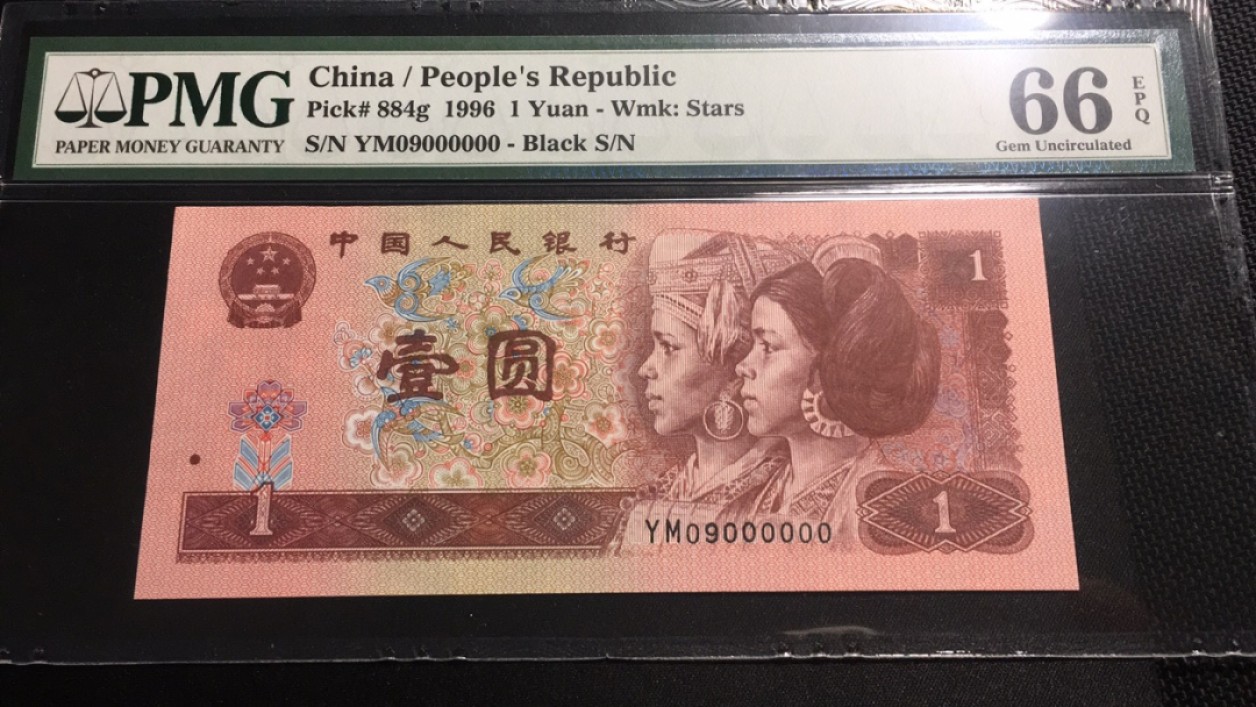 PMG
PAPER MONEY GUARANTY
China / People's Republic
Pick# 884g 1996 1 Yuan - Wmk: Stars
S/N YM09000000 - Black S/N
66 EPQ
Gem Uncirculated
中国人民银行
1
壹圆
1
YM09000000
1